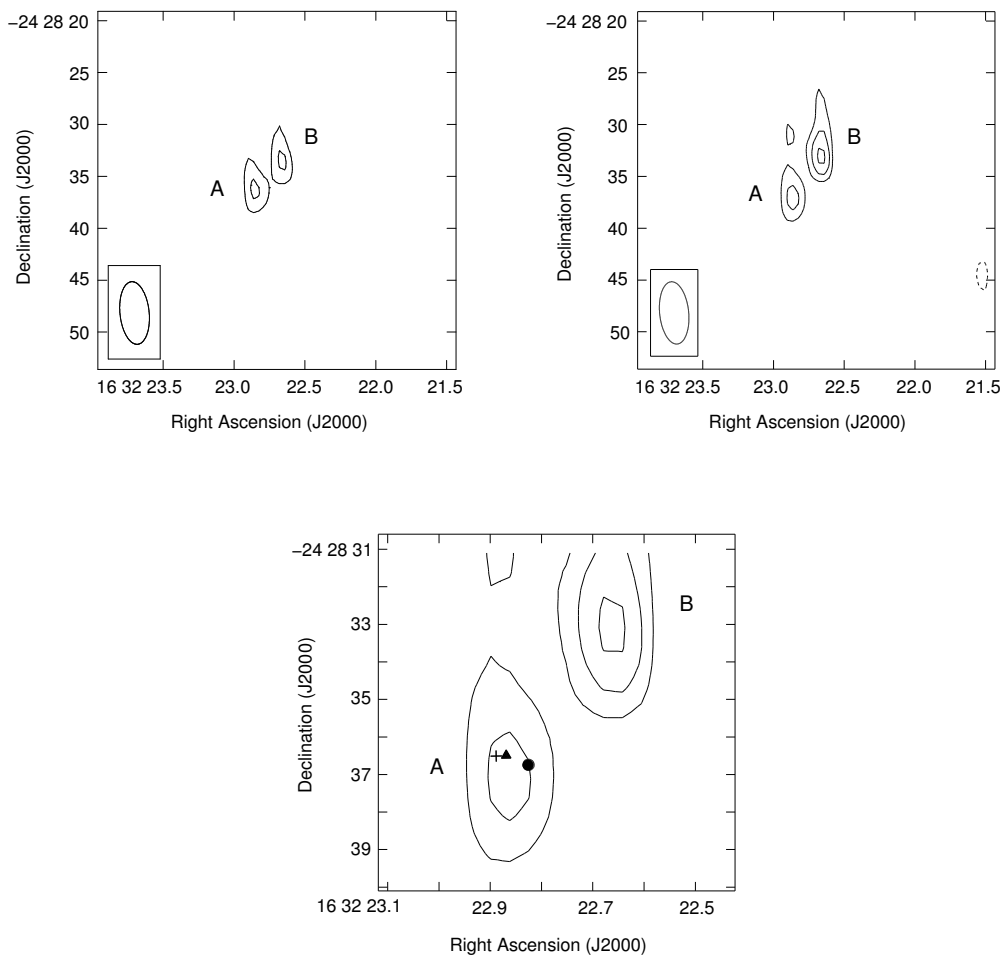 −24 28 20
25
30
35
40
45
50
Declination (J2000)
A
B
16 32 23.5
23.0
22.5
22.0
21.5
Right Ascension (J2000)
−24 28 20
25
30
35
40
45
50
Declination (J2000)
A
B
16 32 23.5
23.0
22.5
22.0
21.5
Right Ascension (J2000)
−24 28 31
33
35
37
39
Declination (J2000)
A
B
16 32 23.1
22.9
22.7
22.5
Right Ascension (J2000)